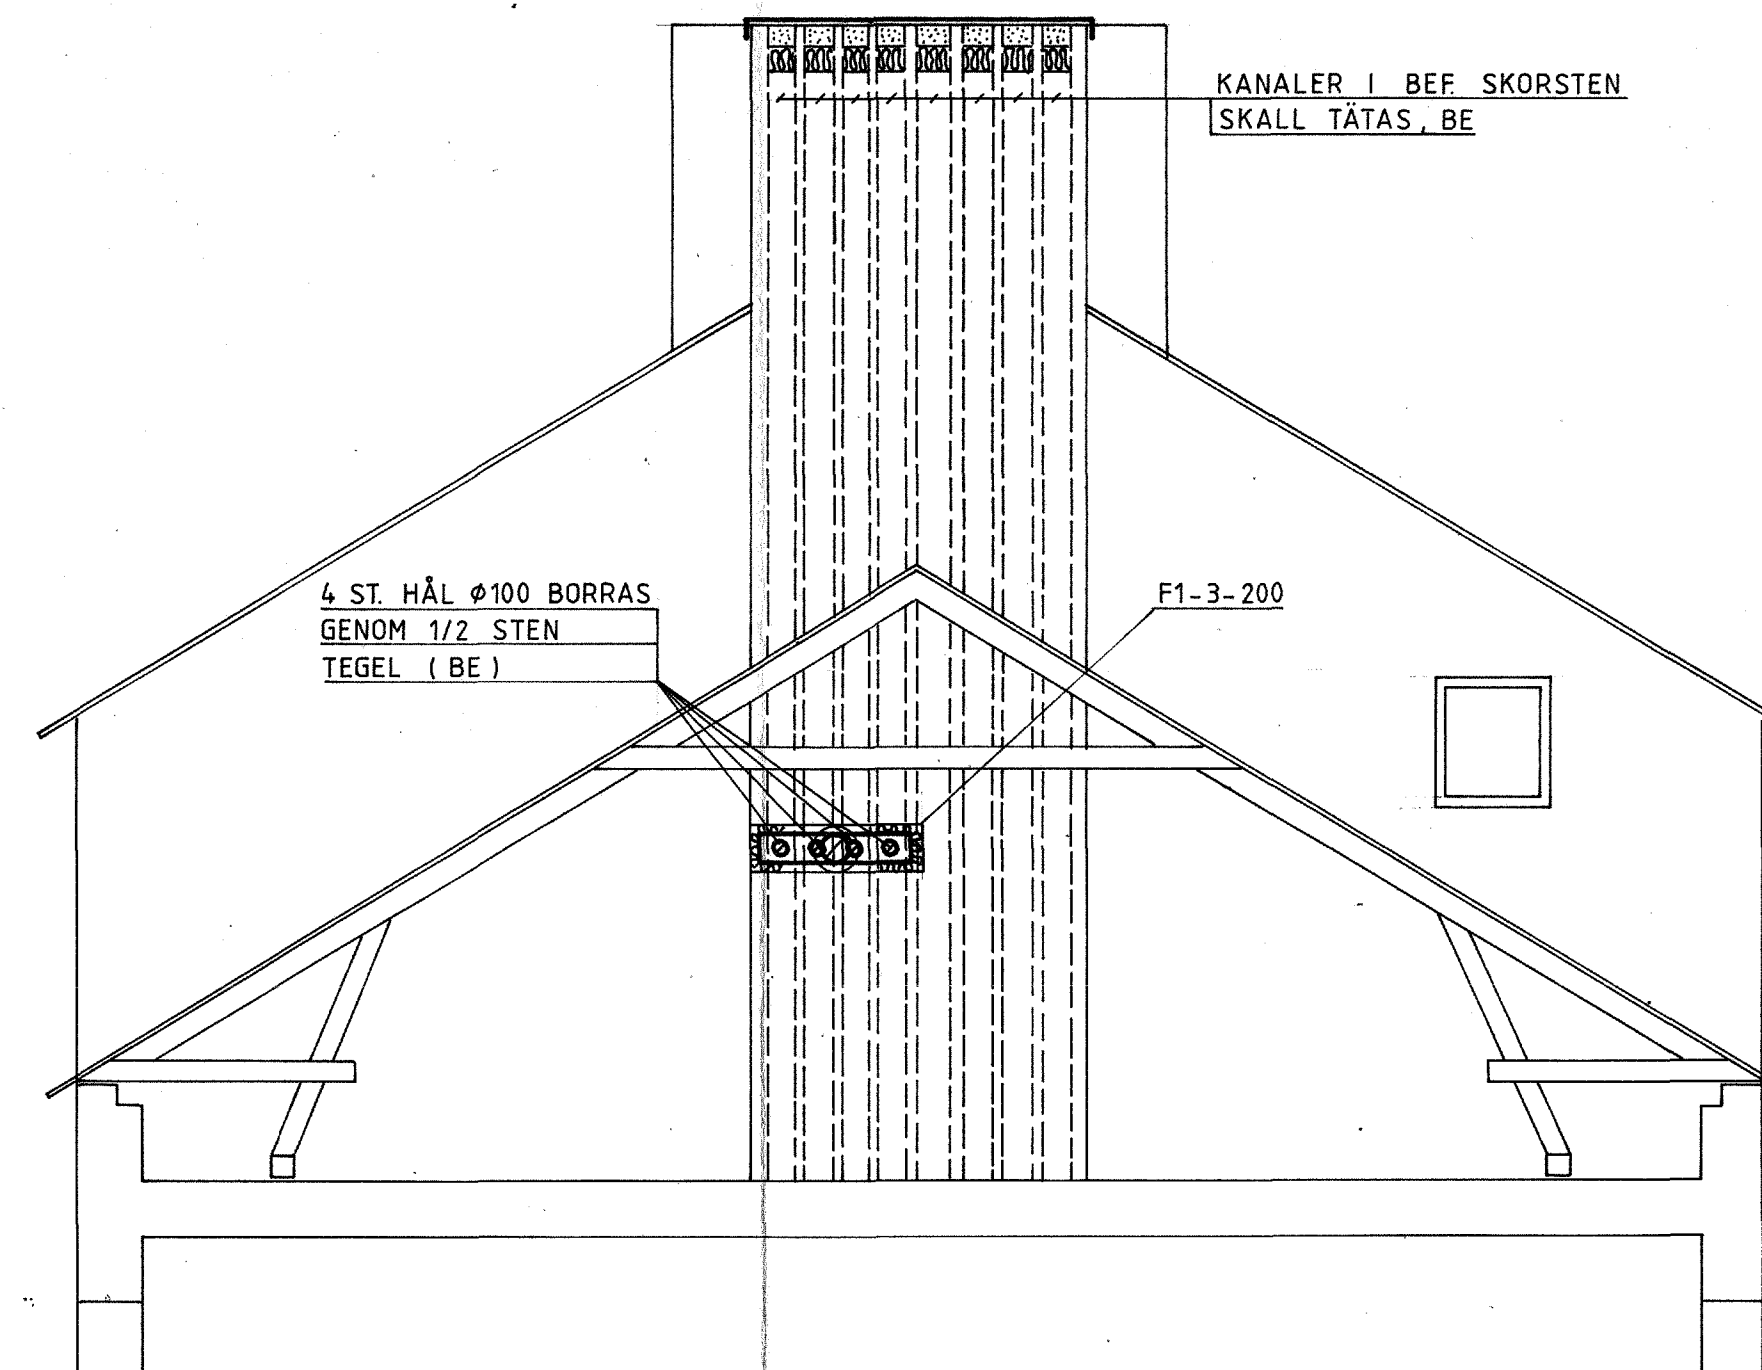 KANALER I BEF. SKORSTEN
SKALL TÄTAS, BE
4 ST. HÅL Ø100 BORRAS
GENOM 1/2 STEN
TEGEL (BE)
F1-3-200